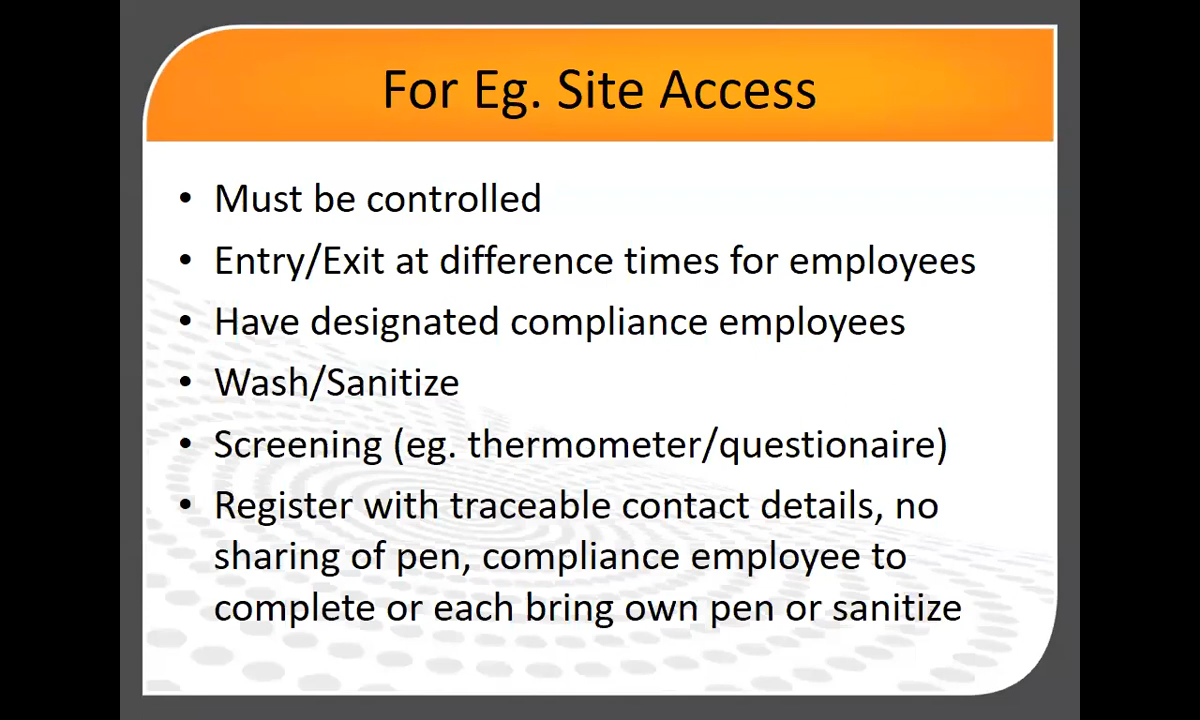 For Eg. Site Access
• Must be controlled
• Entry/Exit at difference times for employees
• Have designated compliance employees
• Wash/Sanitize
• Screening (eg. thermometer/questionaire)
• Register with traceable contact details, no
sharing of pen, compliance employee to
complete or each bring own pen or sanitize